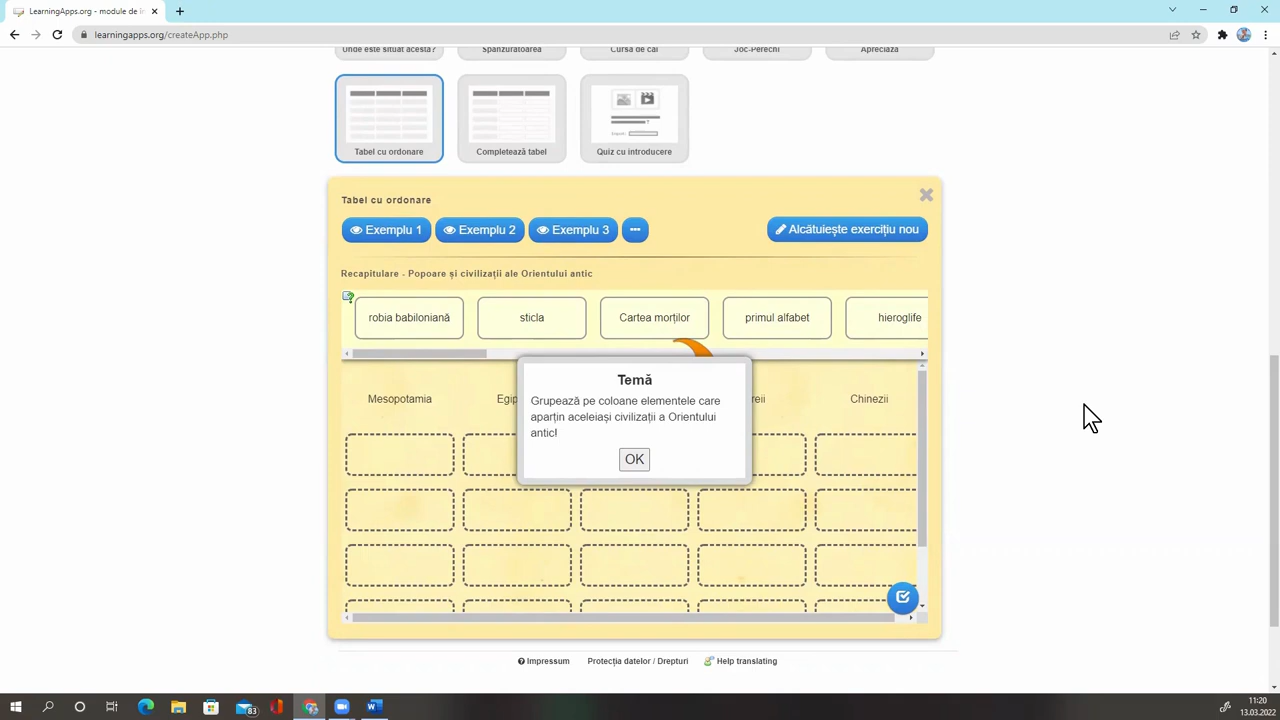 LearningApps.org - module de în
learningapps.org/createApp.php
Unde este situat acesta?
Spânzurătoarea
Cursa de cai
Joc-Perechi
Apreciază
Tabel cu ordonare
Completează tabel
Quiz cu introducere
Tabel cu ordonare
Exemplu 1
Exemplu 2
Exemplu 3
Alcătuiește exercițiu nou
Recapitulare - Popoare și civilizații ale Orientului antic
robia babiloniană
sticla
Cartea morților
primul alfabet
hieroglife
Mesopotamia
Chinezii
Temă
Grupează pe coloane elementele care
aparțin aceleiași civilizații a Orientului
antic!
OK
Impressum
Protecția datelor / Drepturi
Help translating
83
11:20
13.03.2022